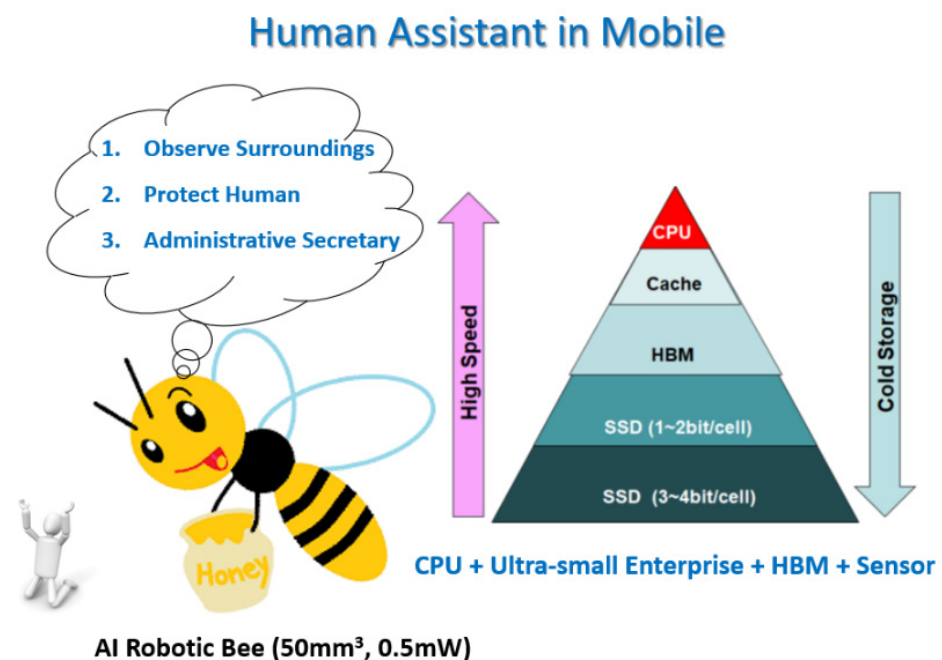 Human Assistant in Mobile
1. Observe Surroundings
2. Protect Human
3. Administrative Secretary
High Speed
CPU
Cache
HBM
SSD (1~2bit/cell)
SSD (3~4bit/cell)
Cold Storage
Honey
CPU + Ultra-small Enterprise + HBM + Sensor
AI Robotic Bee (50mm³, 0.5mW)